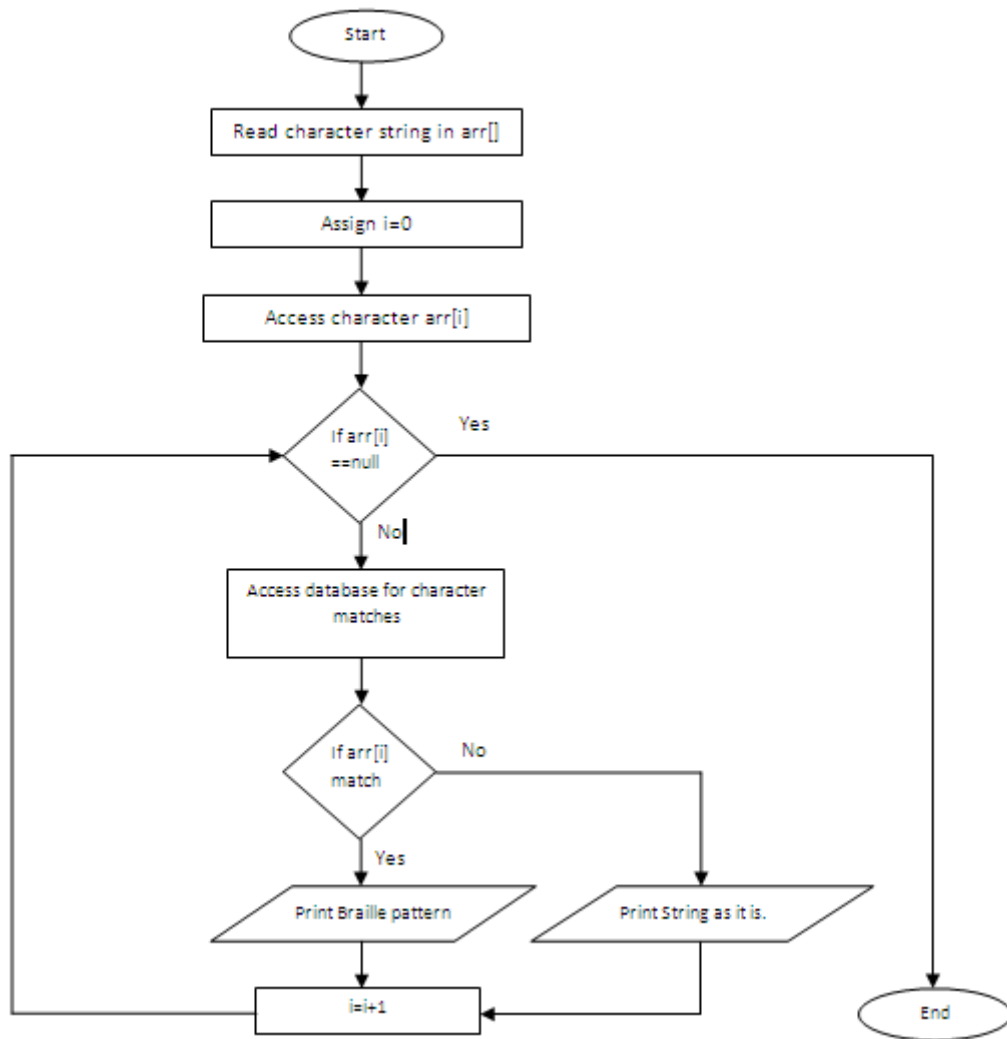 Start
Read character string in arr[]
Assign i=0
Access character arr[i]
If arr[i]
==null
Yes
No
Access database for character
matches
If arr[i]
match
No
Yes
Print Braille pattern
Print String as it is.
i=i+1
End